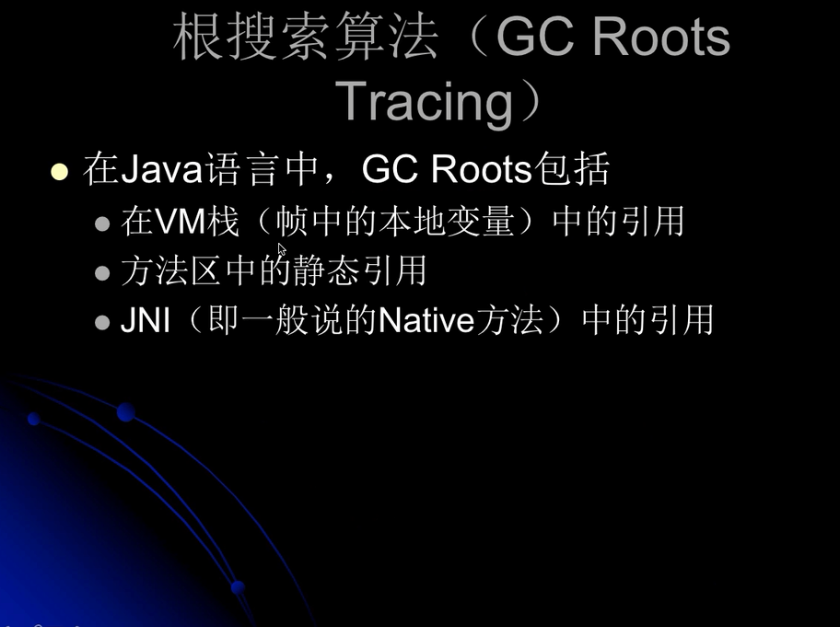 根搜索算法（GC Roots
Tracing）
在Java语言中，GC Roots包括
在VM栈（帧中的本地变量）中的引用
方法区中的静态引用
JNI（即一般说的Native方法）中的引用